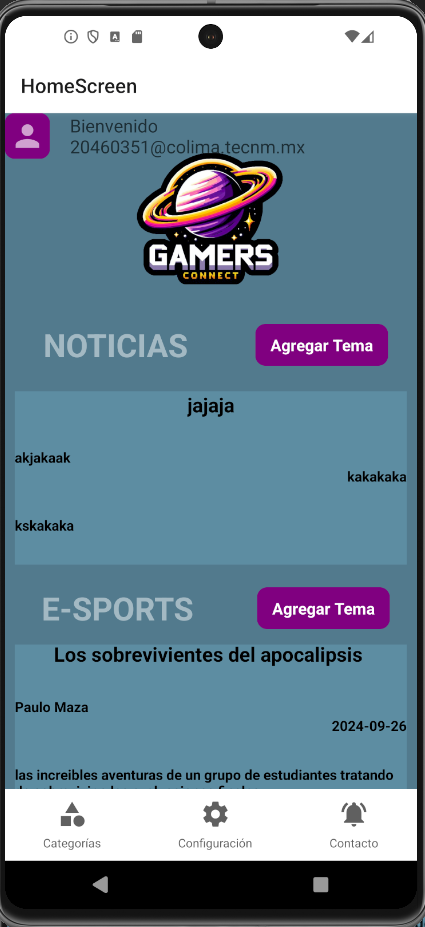 HomeScreen
Bienvenido
20460351@colima.tecnm.mx
GAMERS
CONNECT
NOTICIAS
Agregar Tema
jajaja
akjakaak
kakakaka
kskakaka
E-SPORTS
Agregar Tema
Los sobrevivientes del apocalipsis
Paulo Maza
2024-09-26
las increibles aventuras de un grupo de estudiantes tratando
Categorías
Configuración
Contacto